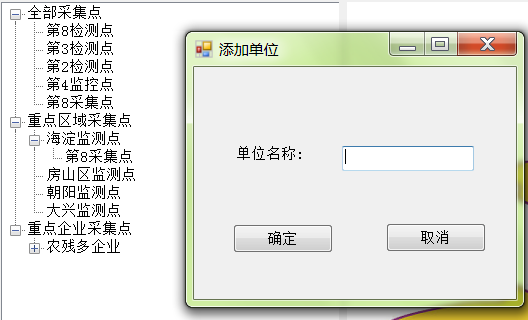 全部采集点
第8检测点
第3检测点
第2检测点
第4监控点
第8采集点
重点区域采集点
海淀监测点
第8采集点
房山区监测点
朝阳监测点
大兴监测点
重点企业采集点
农残多企业
添加单位
单位名称：
确定
取消